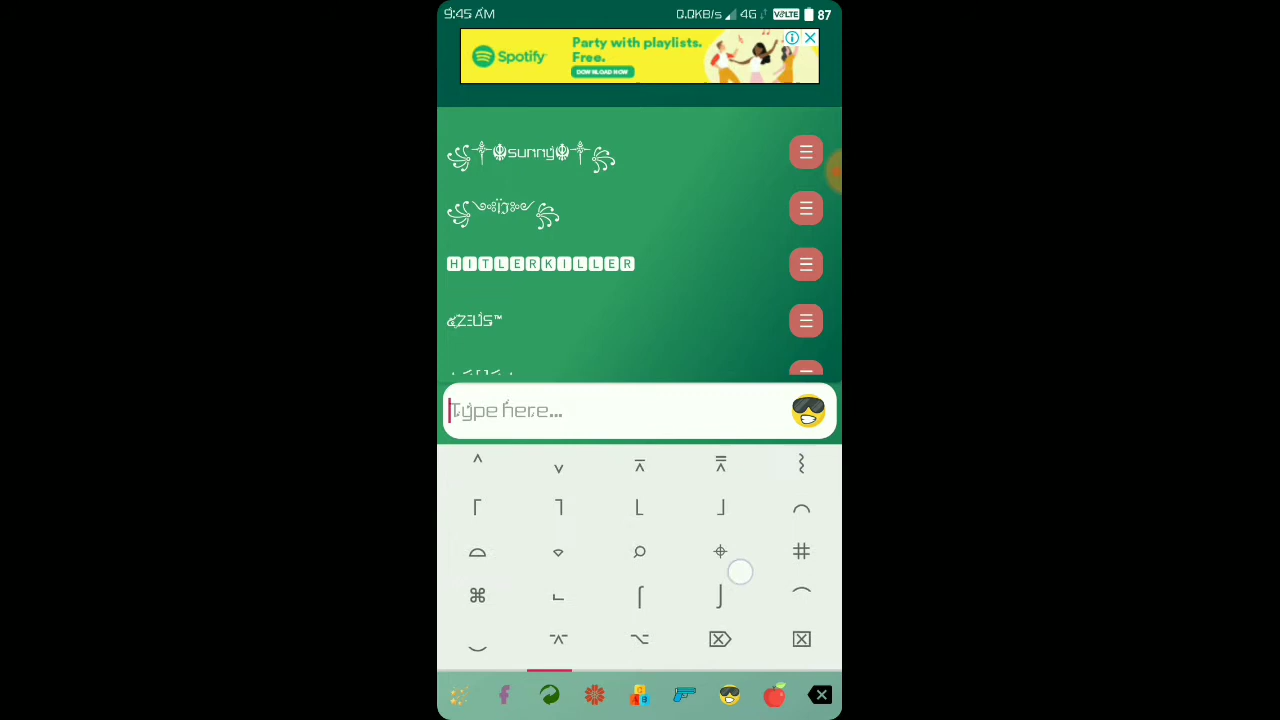 9:45 AM 0.0KB/s 4G VoLTE 87
Spotify
Party with playlists.
Free.
DOWNLOAD NOW
꧁༒☬sunny☬༒꧂
HITLERKILLER
ZEUS™
Type here...